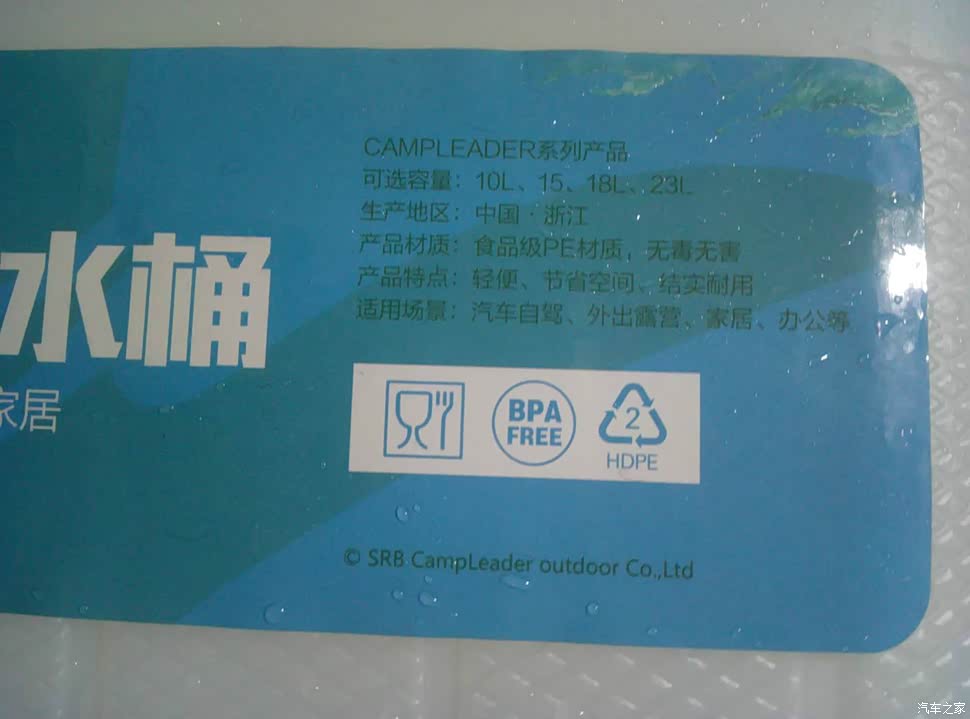 CAMPLEADER系列产品
可选容量：10L、15、18L、23L
生产地区：中国·浙江
产品材质：食品级PE材质，无毒无害
产品特点：轻便、节省空间、结实耐用
适用场景：汽车自驾、外出露营、家居、办公等
水桶
家居
BPA
FREE
2
HDPE
© SRB CampLeader outdoor Co.,Ltd
汽车之家